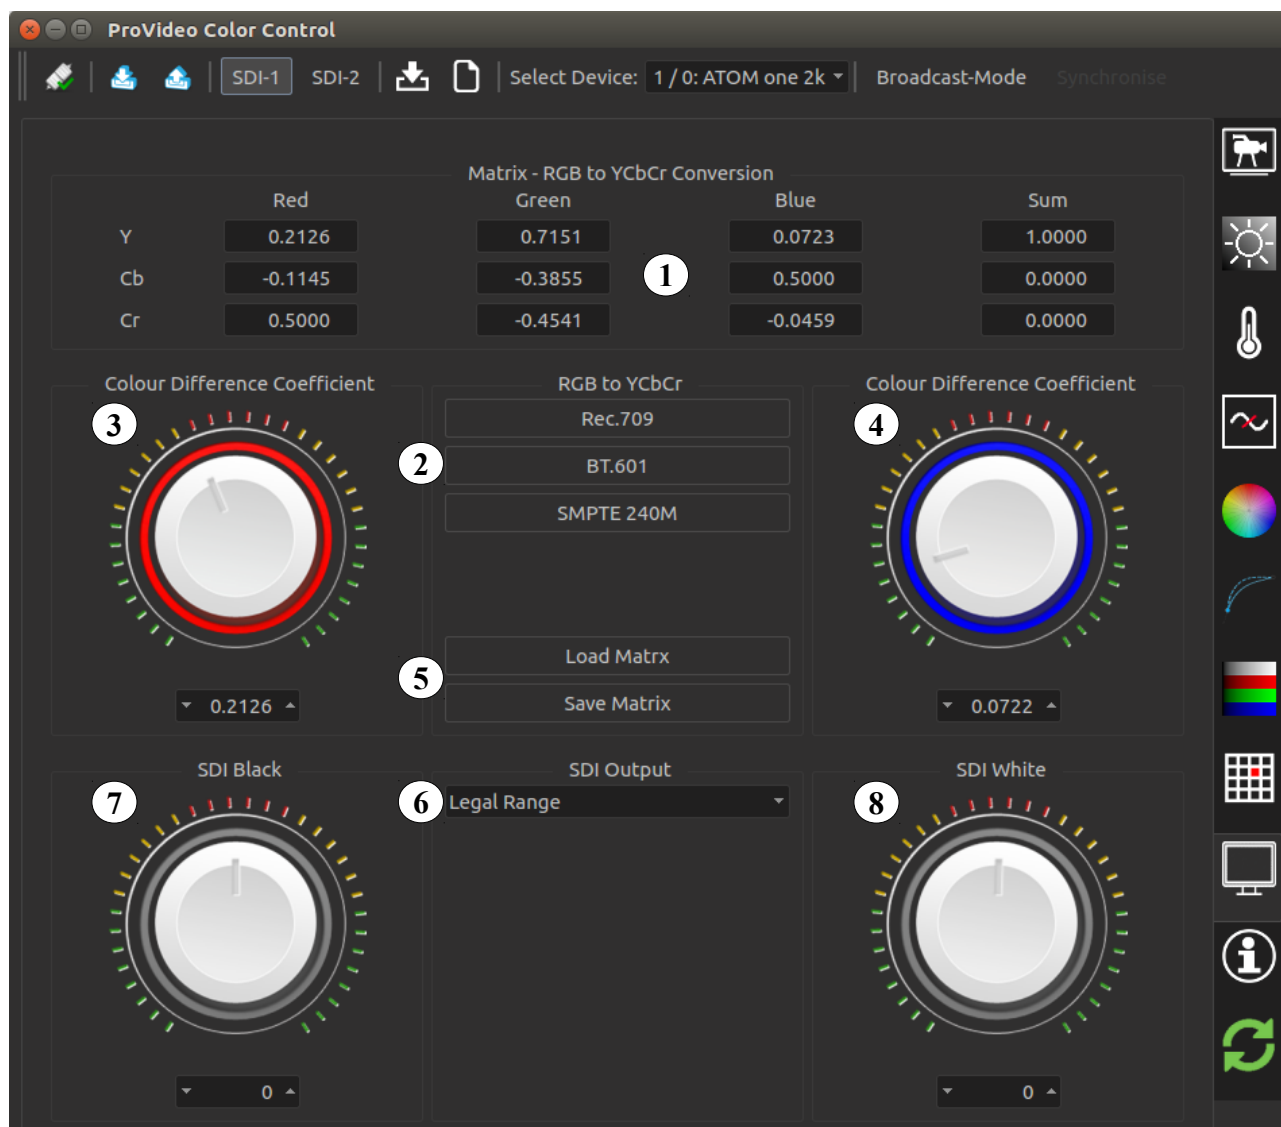 ProVideo Color Control
SDI-1 SDI-2 Select Device: 1 / 0: ATOM one 2k Broadcast-Mode Synchronise
Matrix - RGB to YCbCr Conversion
Red Green Blue Sum
Y 0.2126 0.7151 0.0723 1.0000
Cb -0.1145 -0.3855 1 0.5000 0.0000
Cr 0.5000 -0.4541 -0.0459 0.0000
Colour Difference Coefficient RGB to YCbCr Colour Difference Coefficient
3 Rec.709 4
2 BT.601
SMPTE 240M
Load Matrx
5
Save Matrix
0.2126 0.0722
SDI Black SDI Output SDI White
7 6 Legal Range 8
0 0